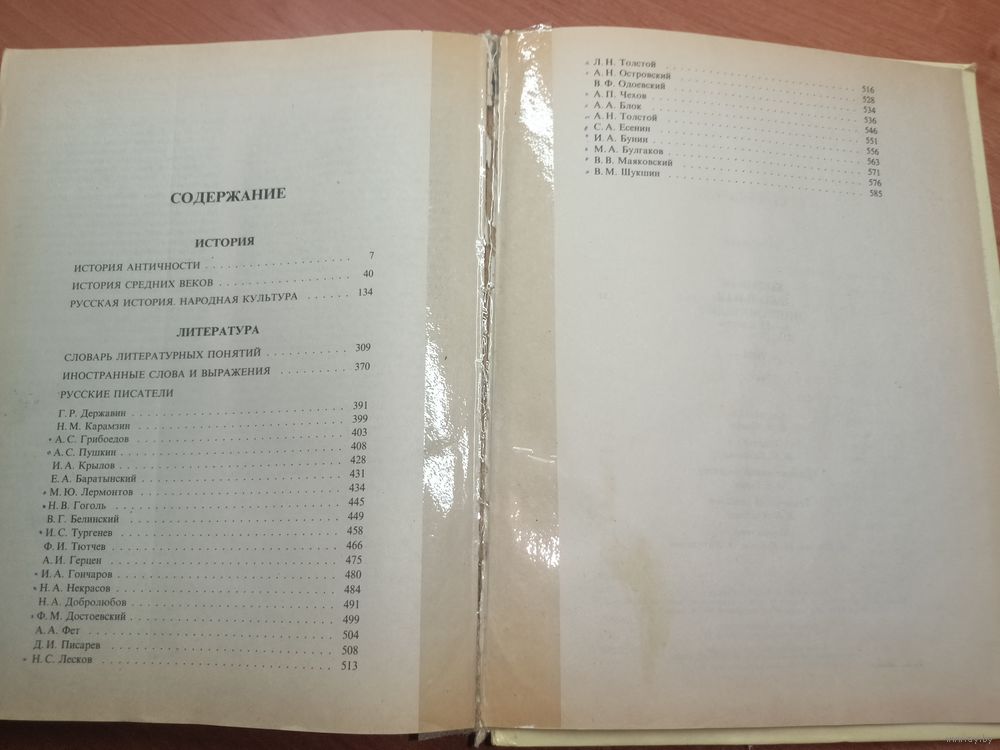 СОДЕРЖАНИЕ
ИСТОРИЯ
ИСТОРИЯ АНТИЧНОСТИ . . . . . . . . . . 7
ИСТОРИЯ СРЕДНИХ ВЕКОВ . . . . . . . . . . 40
РУССКАЯ ИСТОРИЯ. НАРОДНАЯ КУЛЬТУРА . . . . . . 134
ЛИТЕРАТУРА
СЛОВАРЬ ЛИТЕРАТУРНЫХ ПОНЯТИЙ . . . . . . . . . . 309
ИНОСТРАННЫЕ СЛОВА И ВЫРАЖЕНИЯ . . . . . . . . . 370
РУССКИЕ ПИСАТЕЛИ
Г. Р. Державин . . . . . . . . . . 391
Н. М. Карамзин . . . . . . . . . . 399
А. С. Грибоедов . . . . . . . . . . 403
А. С. Пушкин . . . . . . . . . . 408
И. А. Крылов . . . . . . . . . . 428
Е. А. Баратынский . . . . . . . . . . 431
М. Ю. Лермонтов . . . . . . . . . . 434
Н. В. Гоголь . . . . . . . . . . 445
В. Г. Белинский . . . . . . . . . . 449
И. С. Тургенев . . . . . . . . . . 458
Ф. И. Тютчев . . . . . . . . . . 466
А. И. Герцен . . . . . . . . . . 475
И. А. Гончаров . . . . . . . . . . 480
Н. А. Некрасов . . . . . . . . . . 484
Н. А. Добролюбов . . . . . . . . . . 491
Ф. М. Достоевский . . . . . . . . . . 499
А. А. Фет . . . . . . . . . . 504
Д. И. Писарев . . . . . . . . . . 508
Н. С. Лесков . . . . . . . . . . 513
Л. Н. Толстой . . . . . . . . . . 516
А. Н. Островский . . . . . . . . . . 528
В. Ф. Одоевский . . . . . . . . . . 534
А. П. Чехов . . . . . . . . . . 536
А. А. Блок . . . . . . . . . . 546
А. Н. Толстой . . . . . . . . . . 551
С. А. Есенин . . . . . . . . . . 556
И. А. Бунин . . . . . . . . . . 563
М. А. Булгаков . . . . . . . . . . 571
В. В. Маяковский . . . . . . . . . . 576
В. М. Шукшин . . . . . . . . . . 585